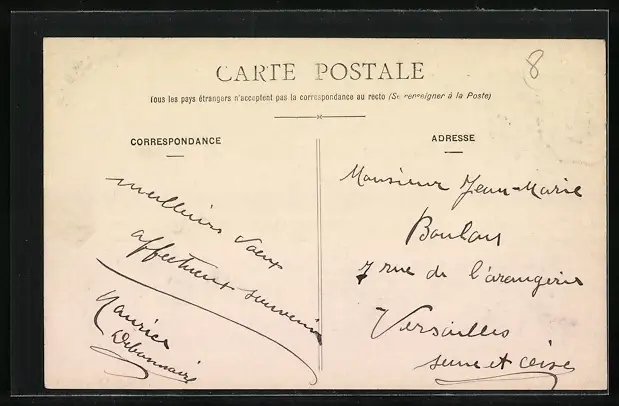 8
CARTE POSTALE
Tous les pays étrangers n'acceptent pas la correspondance au recto (Se renseigner à la Poste)
CORRESPONDANCE
meilleurs vœux
affectueux souvenir
Maurice
Debonnaire
ADRESSE
Monsieur Jean-Marie
7 rue de l'orangerie
Versailles
seine et oise